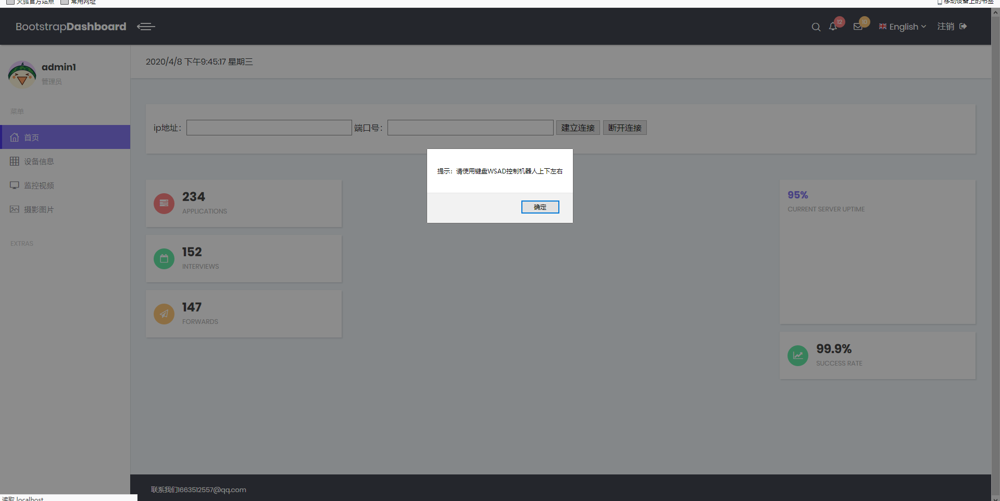 火狐官方站点 常用网址 移动设备上的书签
BootstrapDashboard
12 10 English 注销
admin1
管理员
2020/4/8 下午9:45:17 星期三
菜单
首页
设备信息
监控视频
摄影图片
EXTRAS
ip地址： 端口号： 建立连接 断开连接
提示：请使用键盘WSAD控制机器人上下左右
确定
234
APPLICATIONS
152
INTERVIEWS
147
FORWARDS
95%
CURRENT SERVER UPTIME
99.9%
SUCCESS RATE
联系我们1663512557@qq.com
读取 localhost